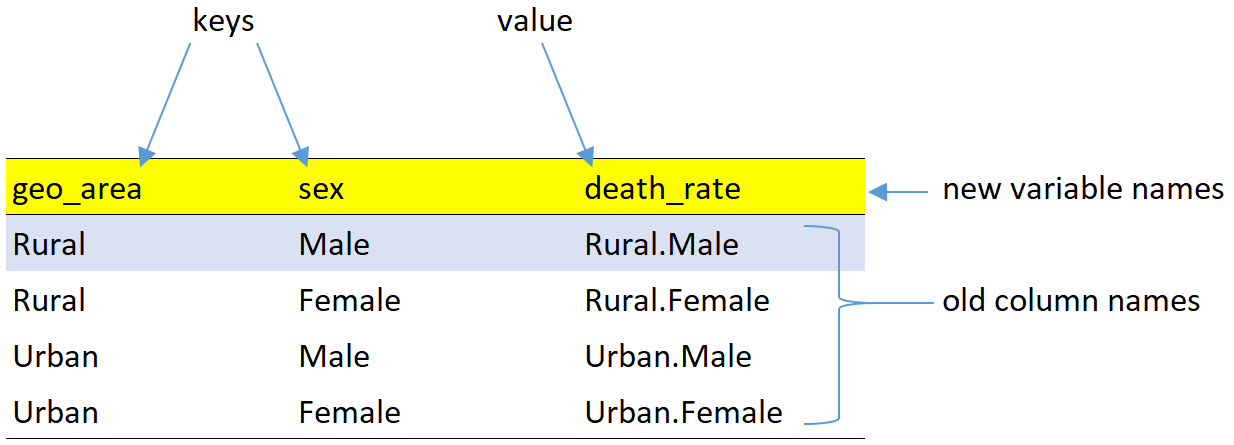 keys value
geo_area sex death_rate new variable names
Rural Male Rural.Male
Rural Female Rural.Female old column names
Urban Male Urban.Male
Urban Female Urban.Female